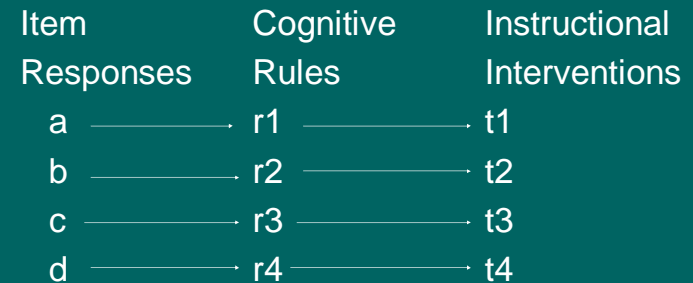 Item Cognitive Instructional
Responses Rules Interventions
a r1 t1
b r2 t2
c r3 t3
d r4 t4